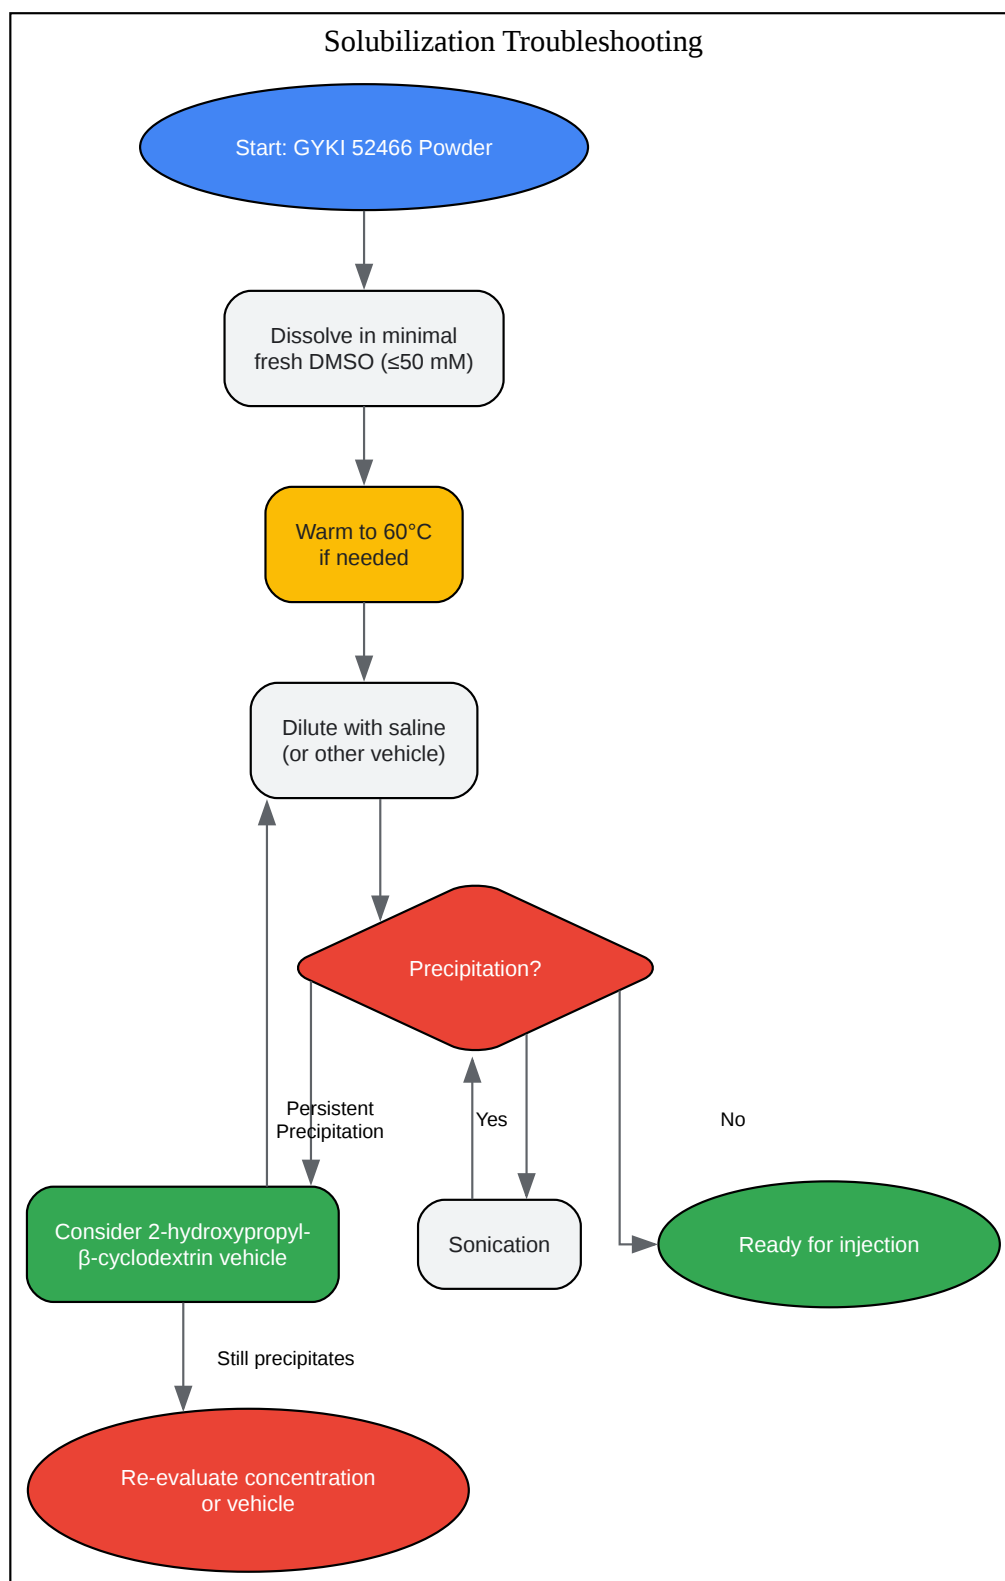 Solubilization Troubleshooting
Start: GYKI 52466 Powder
Dissolve in minimal
fresh DMSO (≤50 mM)
Warm to 60°C
if needed
Dilute with saline
(or other vehicle)
Precipitation?
Persistent
Precipitation
Yes
No
Consider 2-hydroxypropyl-
β-cyclodextrin vehicle
Sonication
Ready for injection
Still precipitates
Re-evaluate concentration
or vehicle